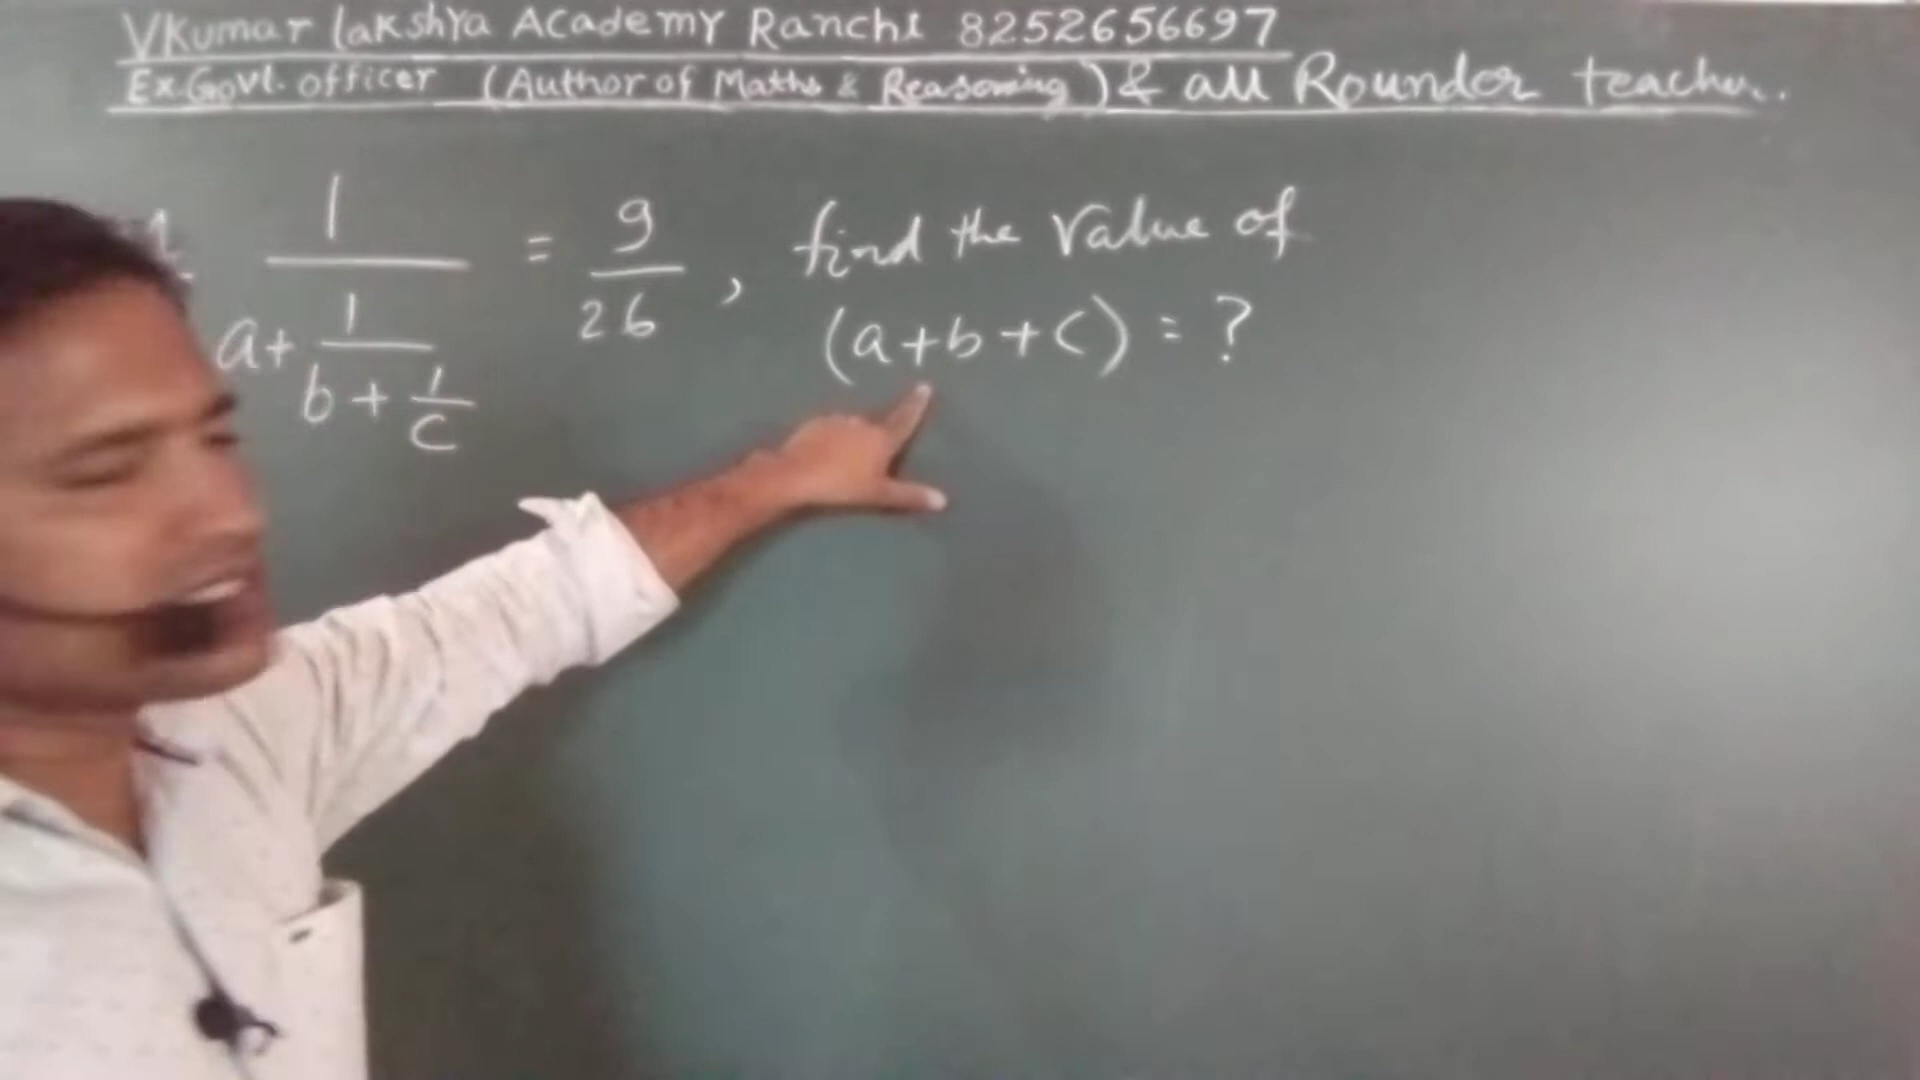 VKumar Lakshya Academy Ranchi 8252656697
Ex.Govt. officer (Author of Maths & Reasoning) & all Rounder teacher.
1 / (a + 1 / (b + 1/c)) = 9/26, find the value of
(a+b+c) = ?